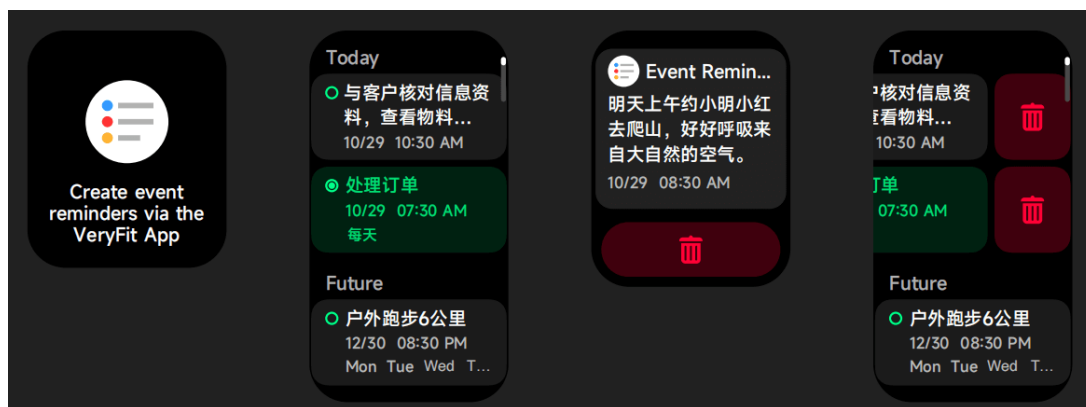 Create event
reminders via the
VeryFit App
Today
与客户核对信息资
料，查看物料...
10/29 10:30 AM
处理订单
10/29 07:30 AM
每天
Future
户外跑步6公里
12/30 08:30 PM
Mon Tue Wed T...
Event Remin...
明天上午约小明小红
去爬山，好好呼吸来
自大自然的空气。
10/29 08:30 AM
Today
核对信息资
看物料...
10:30 AM
订单
07:30 AM
Future
户外跑步6公里
12/30 08:30 PM
Mon Tue Wed T...